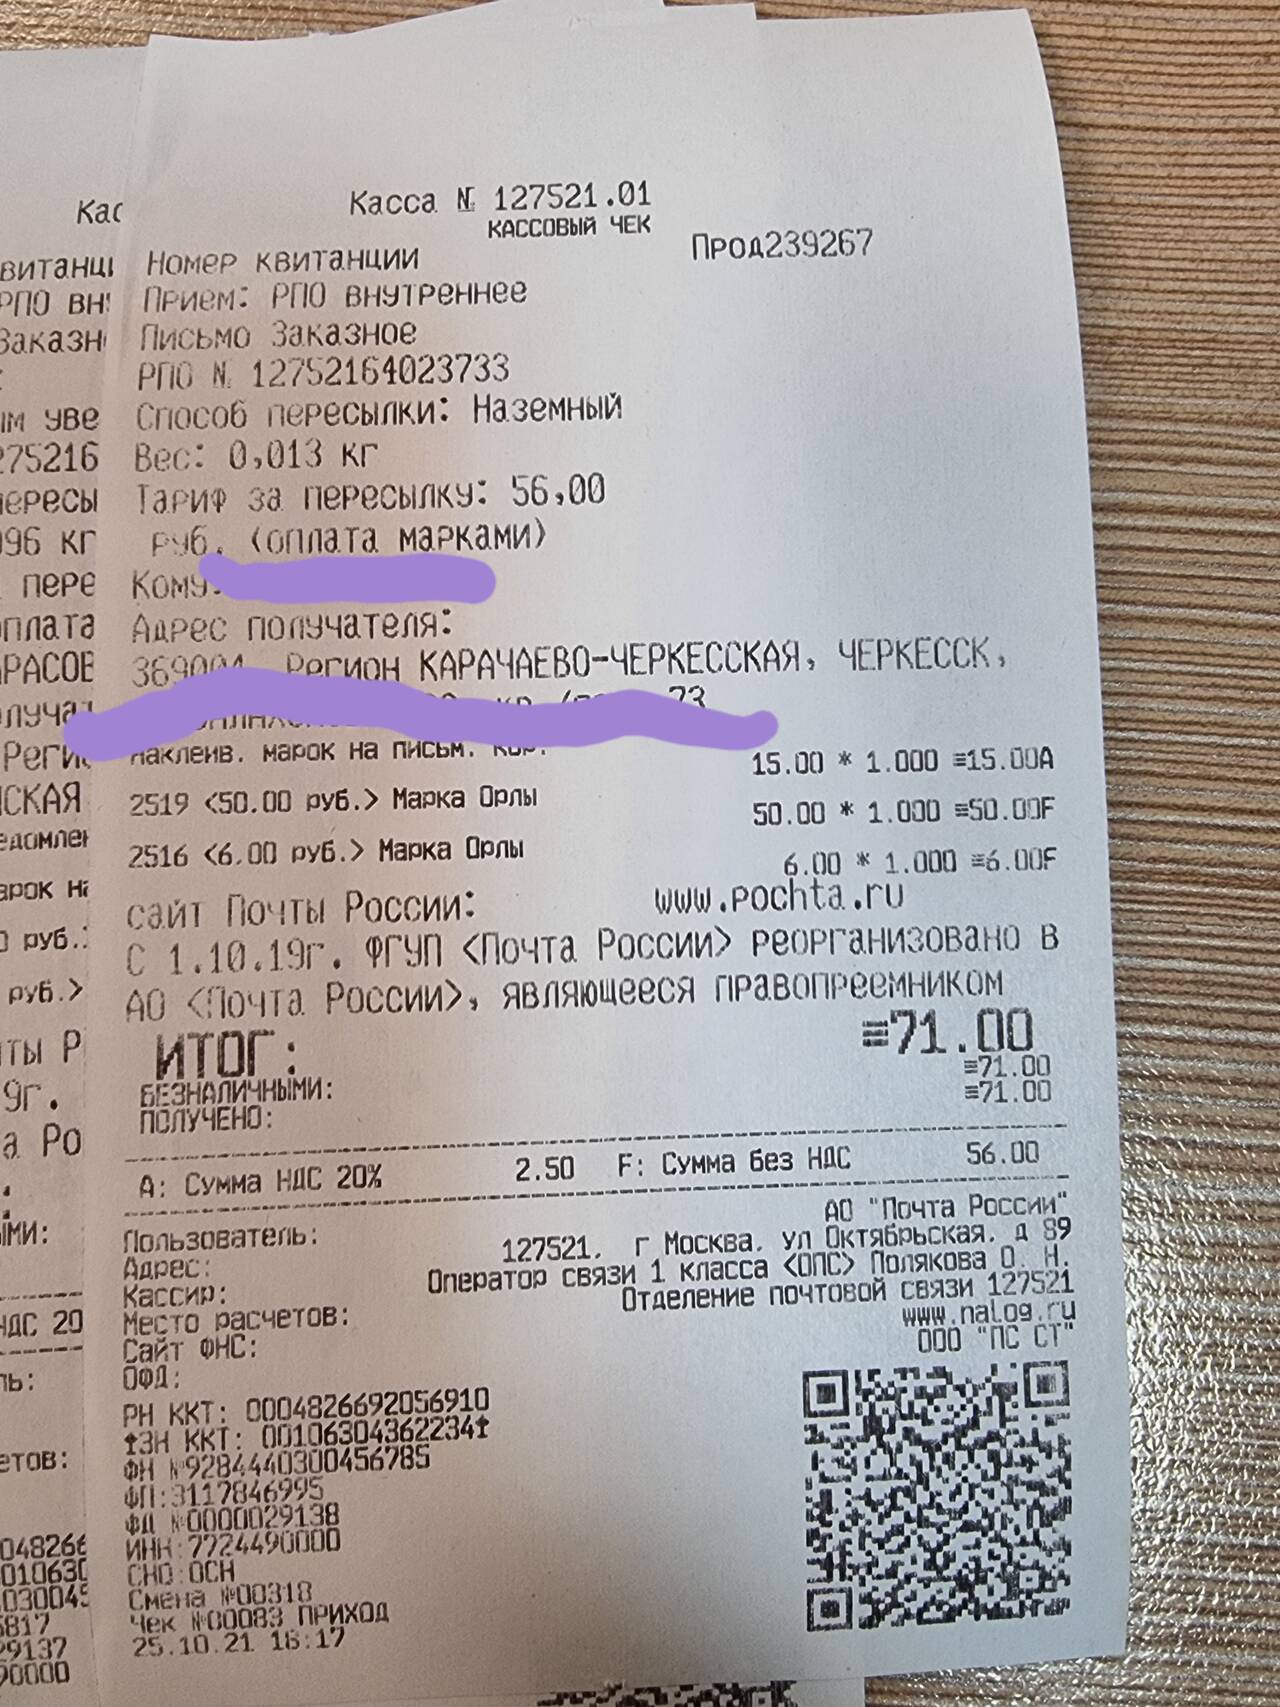 Касса № 127521.01
КАССОВЫЙ ЧЕК
Номер квитанции Прод239267
Прием: РПО внутреннее
Письмо Заказное
РПО № 12752164023733
Способ пересылки: Наземный
Вес: 0,013 кг
Тариф за пересылку: 56,00
руб. (оплата марками)
Кому:
Адрес получателя:
Регион КАРАЧАЕВО-ЧЕРКЕССКАЯ, ЧЕРКЕССК,
73
наклеив. марок на письм. кор. 15.00 * 1.000 ≡15.00А
2519 <50.00 руб.> Марка Орлы 50.00 * 1.000 ≡50.00F
2516 <6.00 руб.> Марка Орлы 6.00 * 1.000 ≡6.00F
сайт Почты России: www.pochta.ru
С 1.10.19г. ФГУП <Почта России> реорганизовано в
АО <Почта России>, являющееся правопреемником
ИТОГ: ≡71.00
БЕЗНАЛИЧНЫМИ: ≡71.00
ПОЛУЧЕНО: ≡71.00
А: Сумма НДС 20% 2.50 F: Сумма без НДС 56.00
Пользователь: АО "Почта России"
Адрес: 127521, г Москва, ул Октябрьская, д 89
Кассир: Оператор связи 1 класса <ОПС> Полякова О. Н.
Место расчетов: Отделение почтовой связи 127521
Сайт ФНС: www.nalog.ru
ОФД: ООО "ПС СТ"
РН ККТ: 0004826692056910
↑ЗН ККТ: 00106304362234↑
ФН №9284440300456785
ФП:3117846995
ФД №0000029138
ИНН:7724490000
СНО:ОСН
Смена №00318
Чек №00083 ПРИХОД
25.10.21 16:17